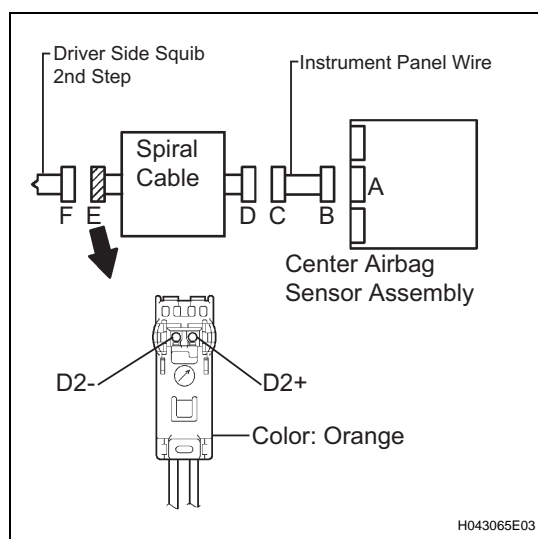 Driver Side Squib
2nd Step
Instrument Panel Wire
Spiral
Cable
A
F
E
D
C
B
Center Airbag
Sensor Assembly
D2-
D2+
Color: Orange
H043065E03